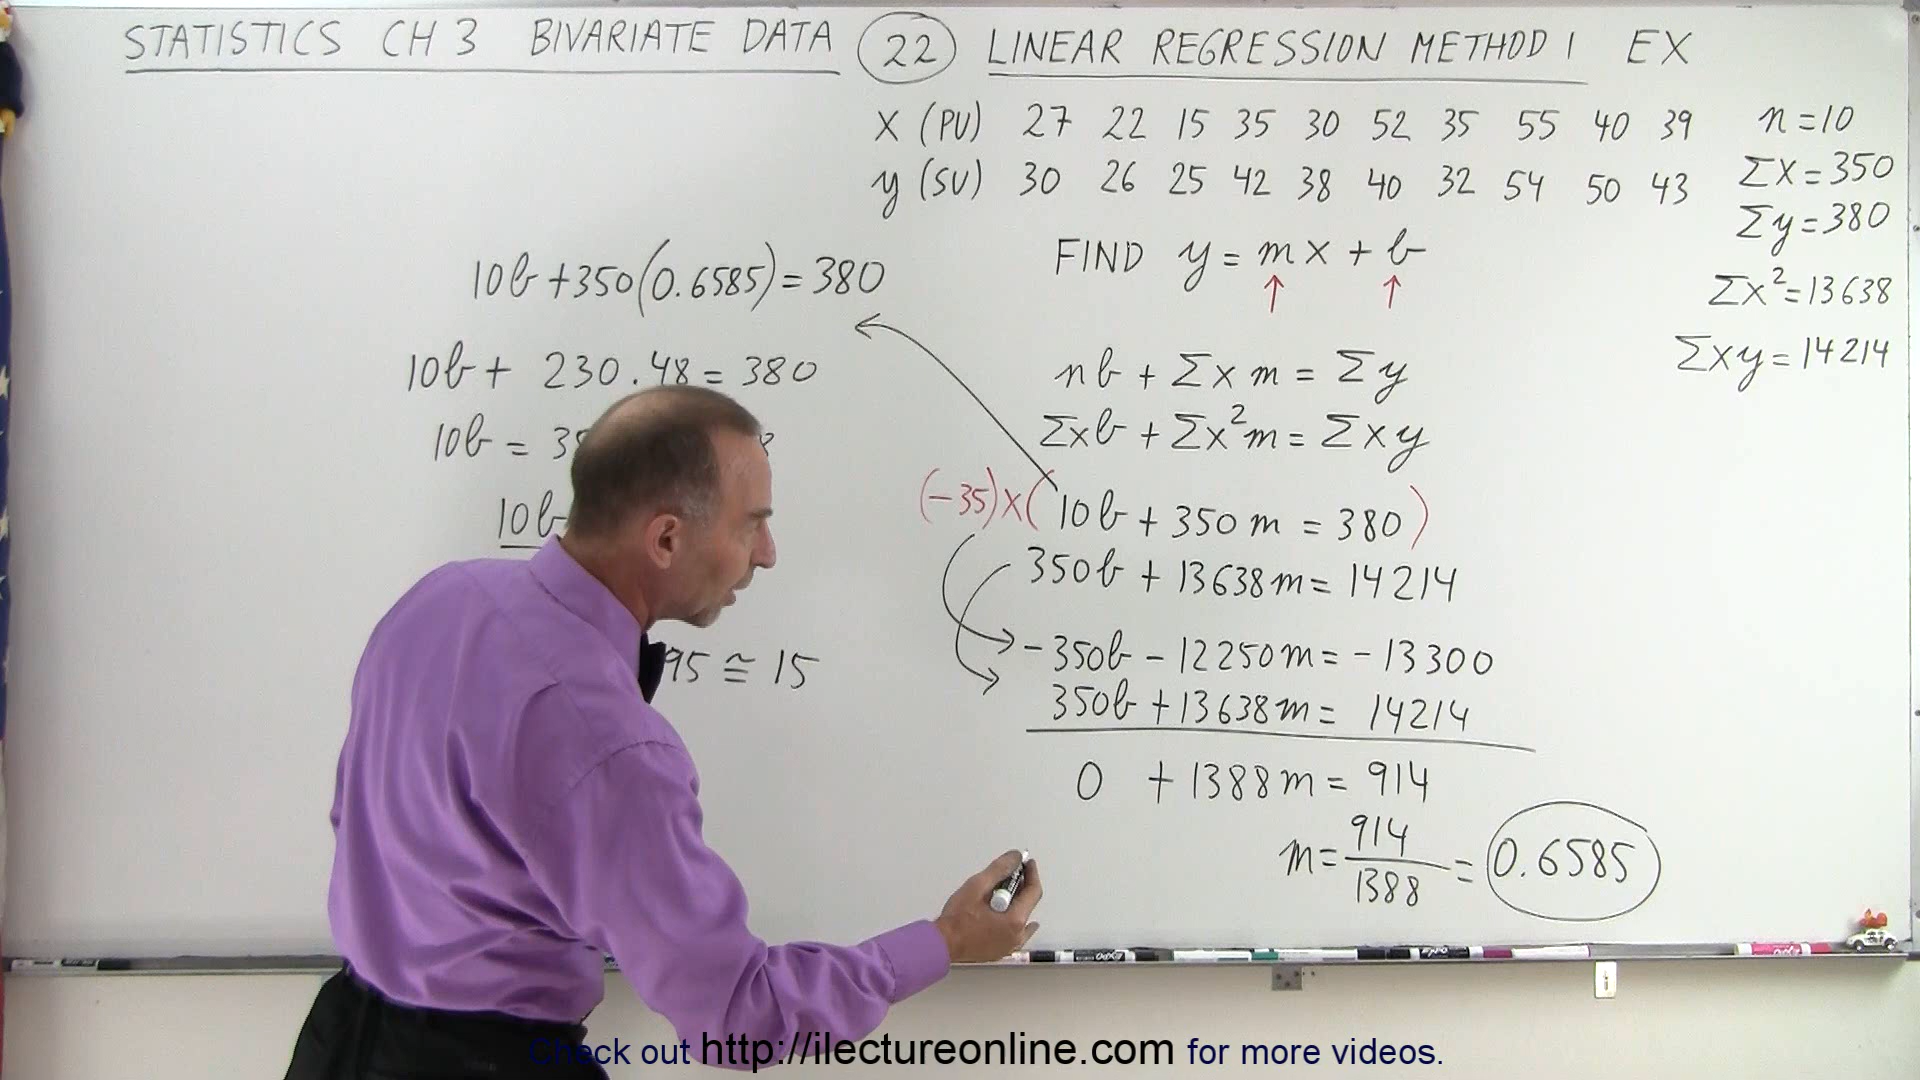 STATISTICS CH 3 BIVARIATE DATA 22 LINEAR REGRESSION METHOD 1 EX
x (PV) 27 22 15 35 30 52 35 55 40 39
y (SV) 30 26 25 42 38 40 32 54 50 43
n=10
Σx=350
Σy=380
Σx²=13638
Σxy=14214
FIND y = mx + b
↑ ↑
nb + Σxm = Σy
Σxb + Σx²m = Σxy
(-35)x(10b + 350m = 380)
350b + 13638m = 14214
-350b - 12250m = -13300
350b + 13638m = 14214
0 + 1388m = 914
m = 914/1388 = 0.6585
10b + 350(0.6585) = 380
10b + 230.48 = 380
10b =
10b
95 ≅ 15
Check out http://ilectureonline.com for more videos.